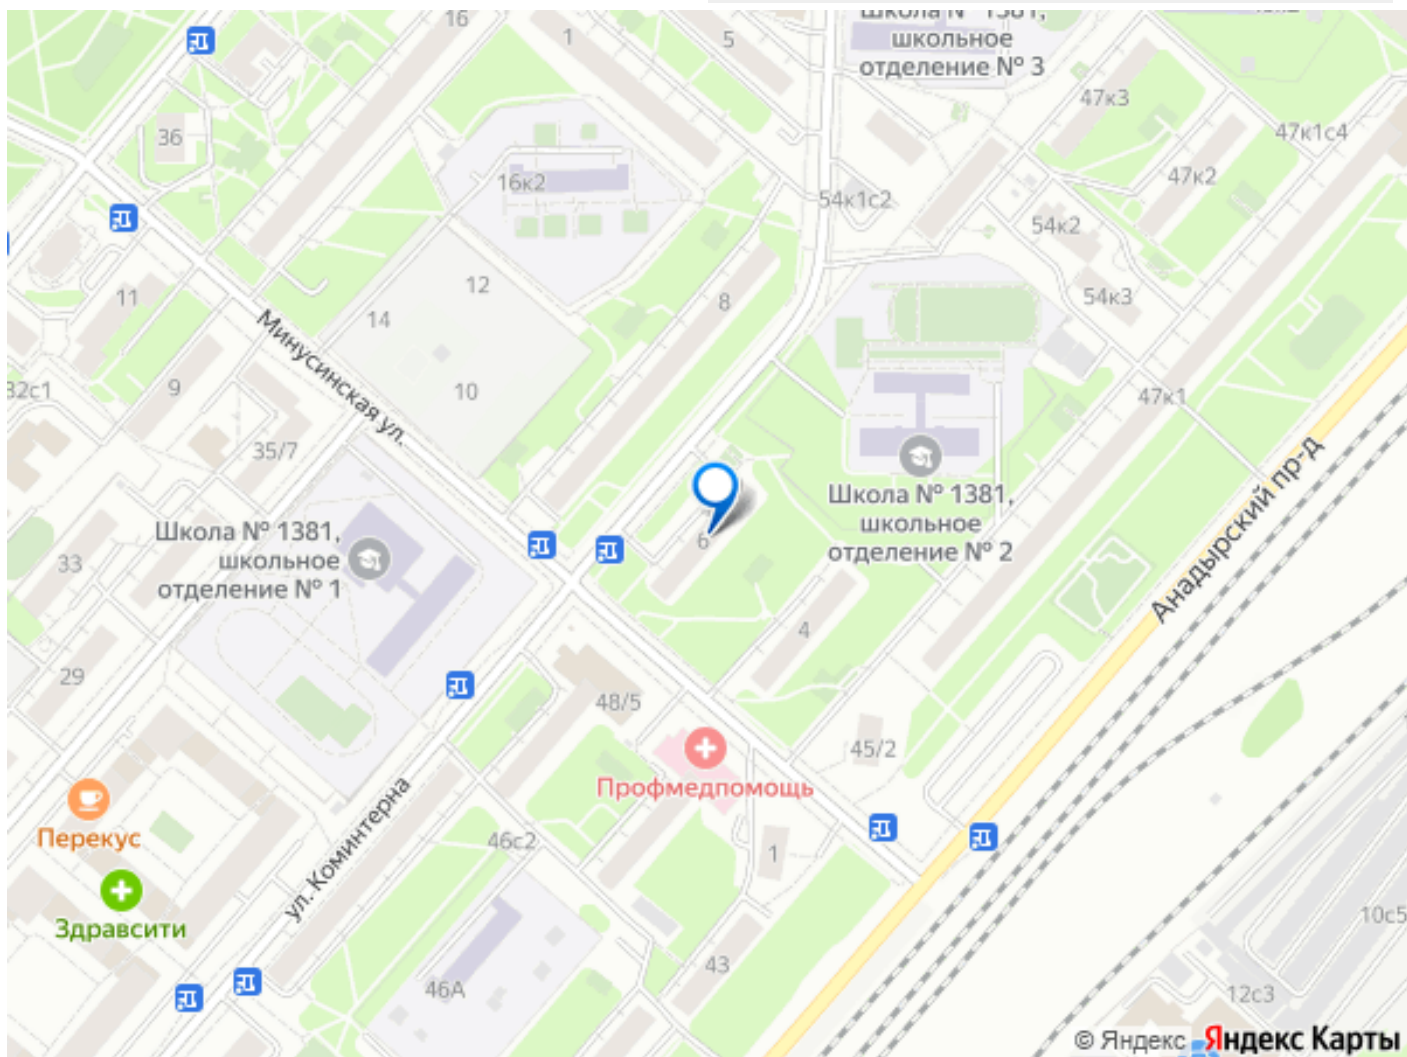 16
1
5
Школа № 1381,
школьное
отделение № 3
47к3
47к1с4
36
16к2
47к2
54к1с2
54к2
12
8
11
54к3
14
Минусинская ул.
10
9
32с1
47к1
35/7
Анадырский пр-д
Школа № 1381,
школьное
отделение № 2
Школа № 1381,
школьное
отделение № 1
6
33
4
29
48/5
45/2
Профмедпомощь
Перекус
ул. Коминтерна
46с2
1
Здравсити
10с5
43
46А
12с3
© Яндекс Яндекс Карты